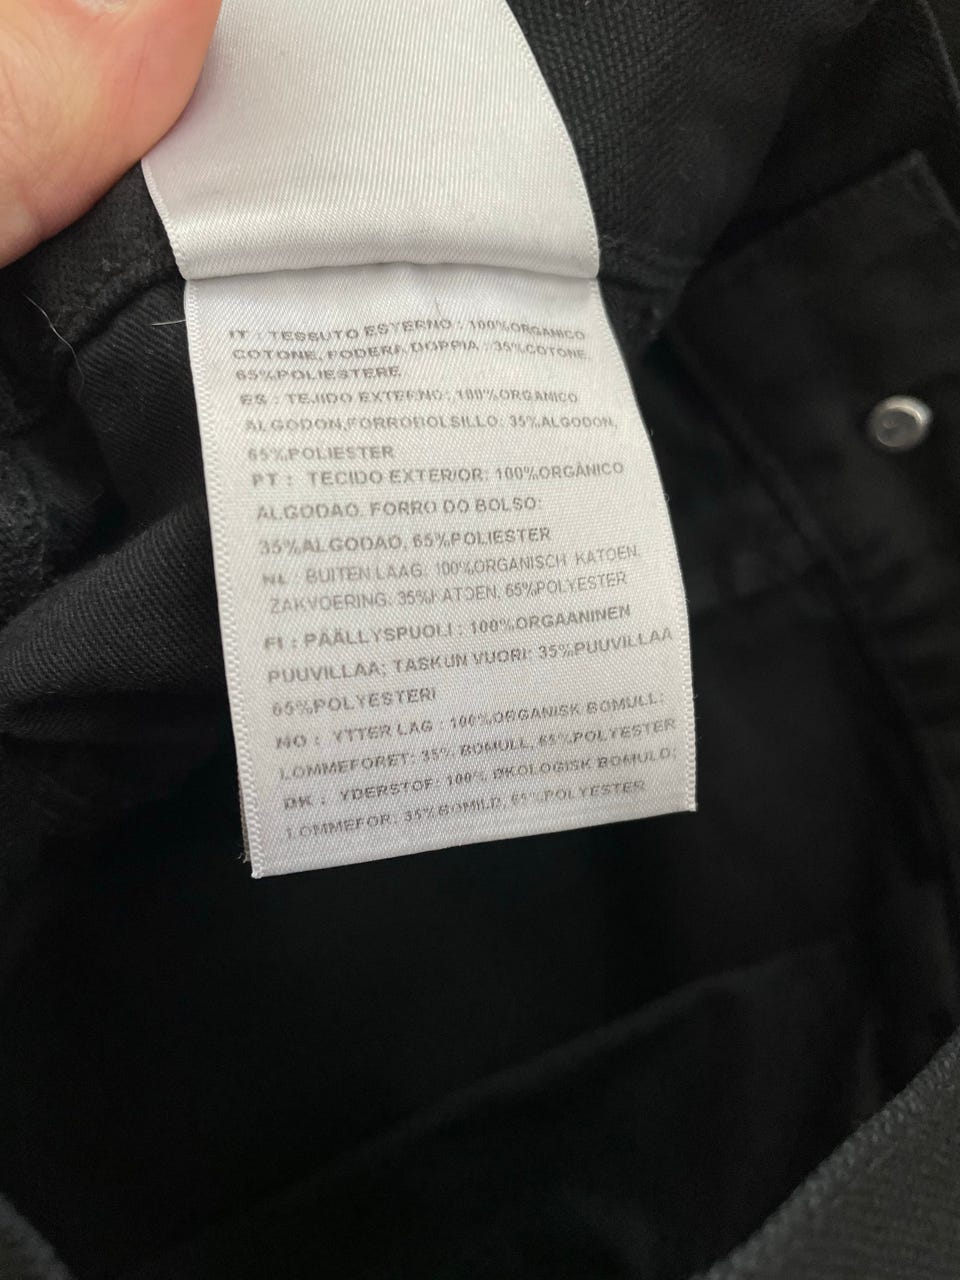 IT : TESSUTO ESTERNO : 100%ORGANICO
COTONE, FODERA DOPPIA : 35%COTONE,
65%POLIESTERE
ES : TEJIDO EXTERNO: 100%ORGANICO
ALGODON,FORROBOLSILLO: 35%ALGODON,
65%POLIESTER
PT : TECIDO EXTERIOR: 100%ORGÂNICO
ALGODAO, FORRO DO BOLSO:
35%ALGODAO, 65%POLIESTER
NL : BUITEN LAAG: 100%ORGANISCH KATOEN,
ZAKVOERING: 35%KATOEN, 65%POLYESTER
FI : PÄÄLLYSPUOLI : 100%ORGAANINEN
PUUVILLAA; TASKUN VUORI: 35%PUUVILLAA
65%POLYESTERI
NO : YTTER LAG : 100%ORGANISK BOMULL;
LOMMEFORET: 35% BOMULL, 65%POLYESTER
DK : YDERSTOF: 100% ØKOLOGISK BOMULD;
LOMMEFOR: 35%BOMILD, 65%POLYESTER